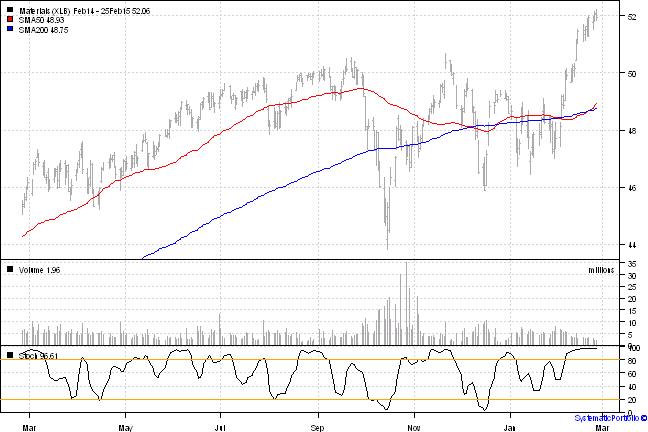 Materials (XLB) Feb14 - 25Feb15 52.06
SMA50 48.93
SMA200 48.75
52
50
48
46
44
Volume 1.96
millions
35
30
25
20
15
10
5
Stoch 96.61
100
80
60
40
20
0
Mar May Jul Sep Nov Jan Mar
SystematicPortfolio ©